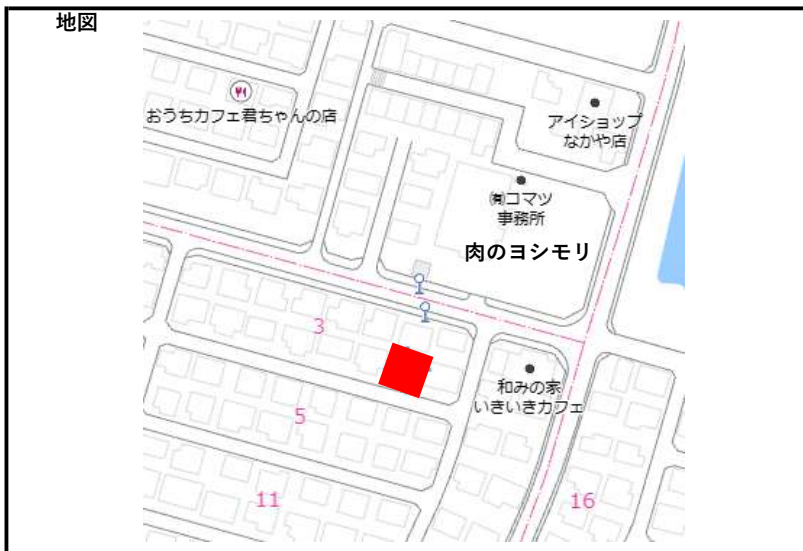 地図
おうちカフェ君ちゃんの店
アイショップ
なかや店
㈲コマツ
事務所
肉のヨシモリ
3
和みの家
いきいきカフェ
5
11
16